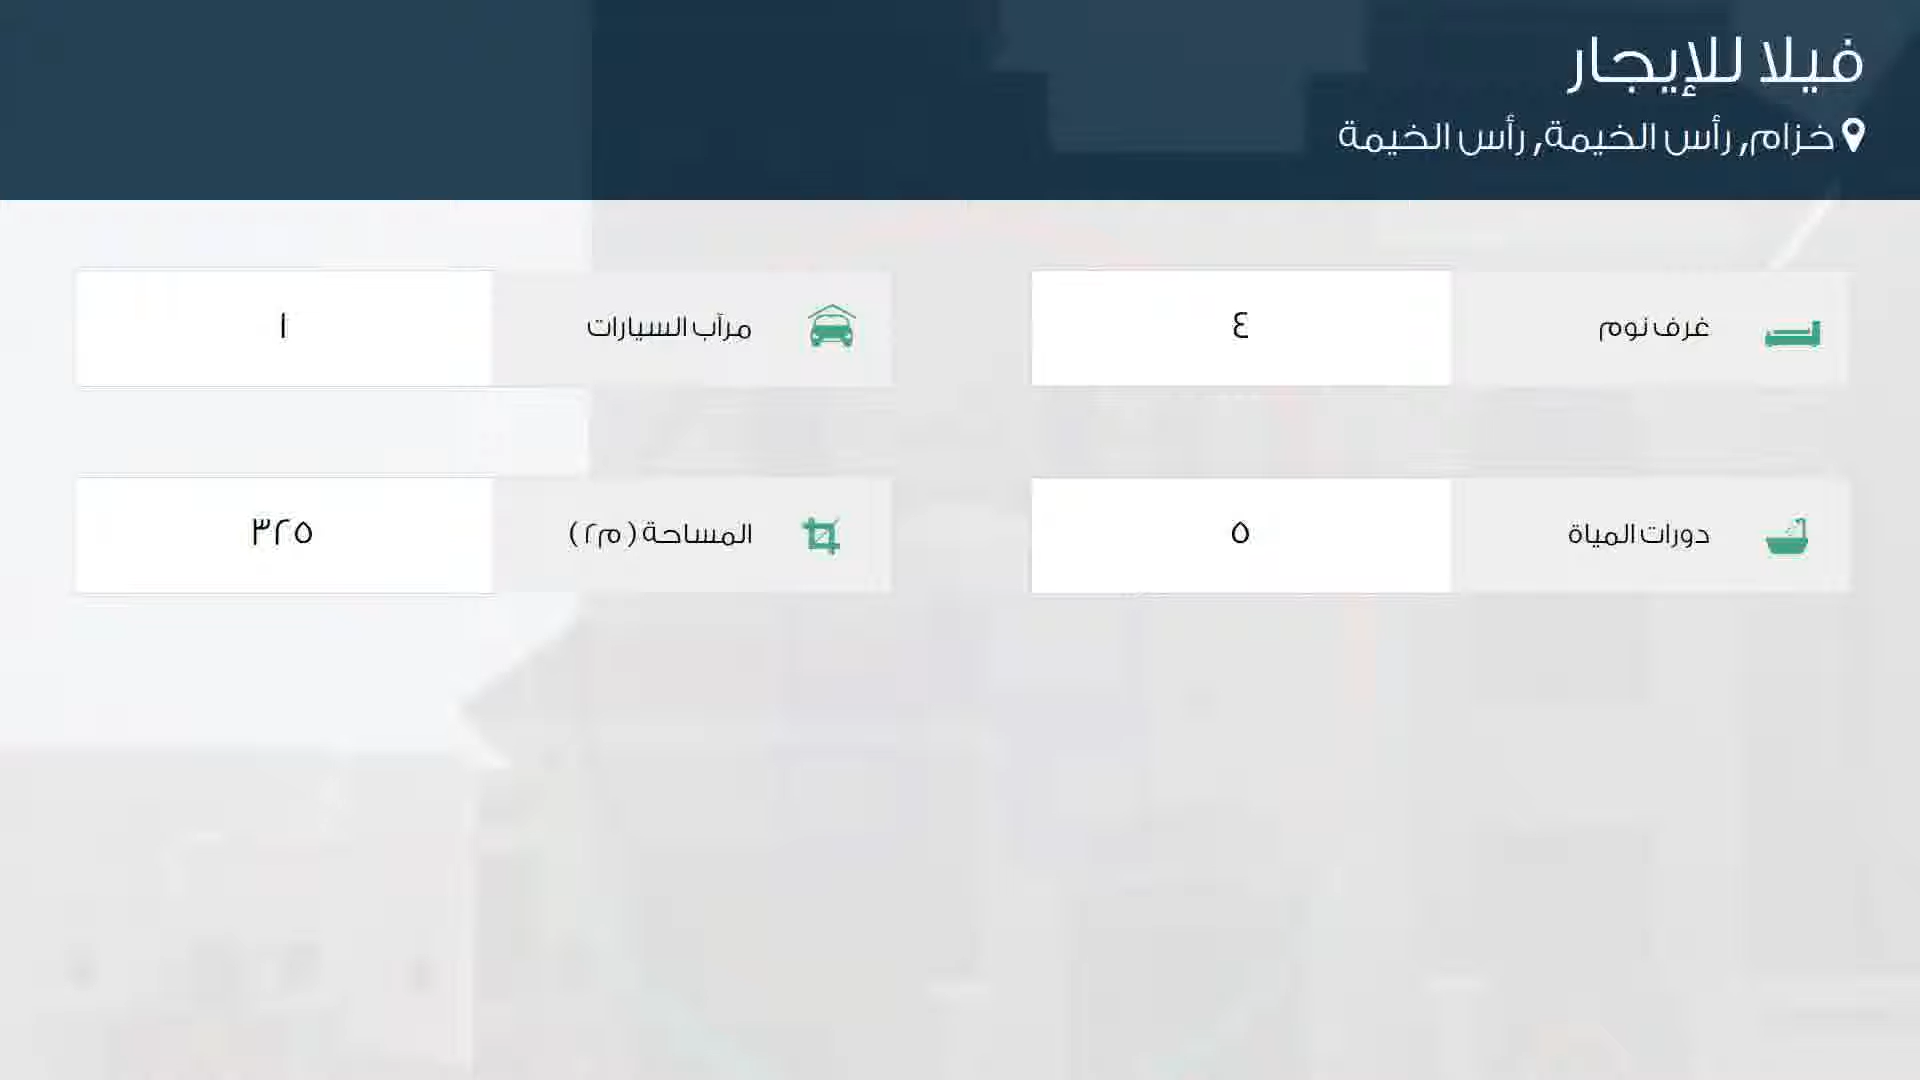 فيلا للإيجار
خزام, رأس الخيمة, رأس الخيمة
غرف نوم
٤
مرآب السيارات
١
دورات المياة
٥
المساحة (م٢)
٣٢٥